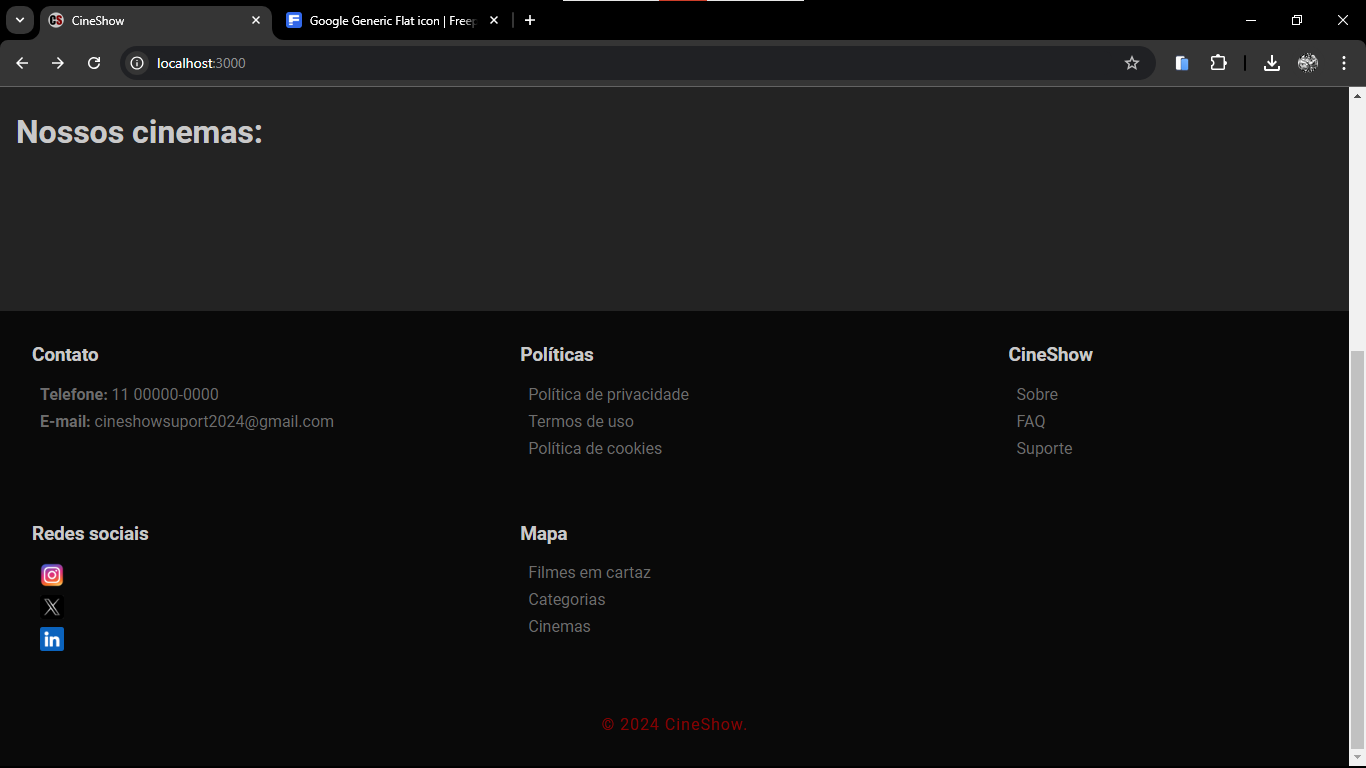 CineShow
Google Generic Flat icon | Freep
localhost:3000
Nossos cinemas:
Contato
Telefone: 11 00000-0000
E-mail: cineshowsuport2024@gmail.com
Políticas
Política de privacidade
Termos de uso
Política de cookies
CineShow
Sobre
FAQ
Suporte
Redes sociais
Mapa
Filmes em cartaz
Categorias
Cinemas
© 2024 CineShow.